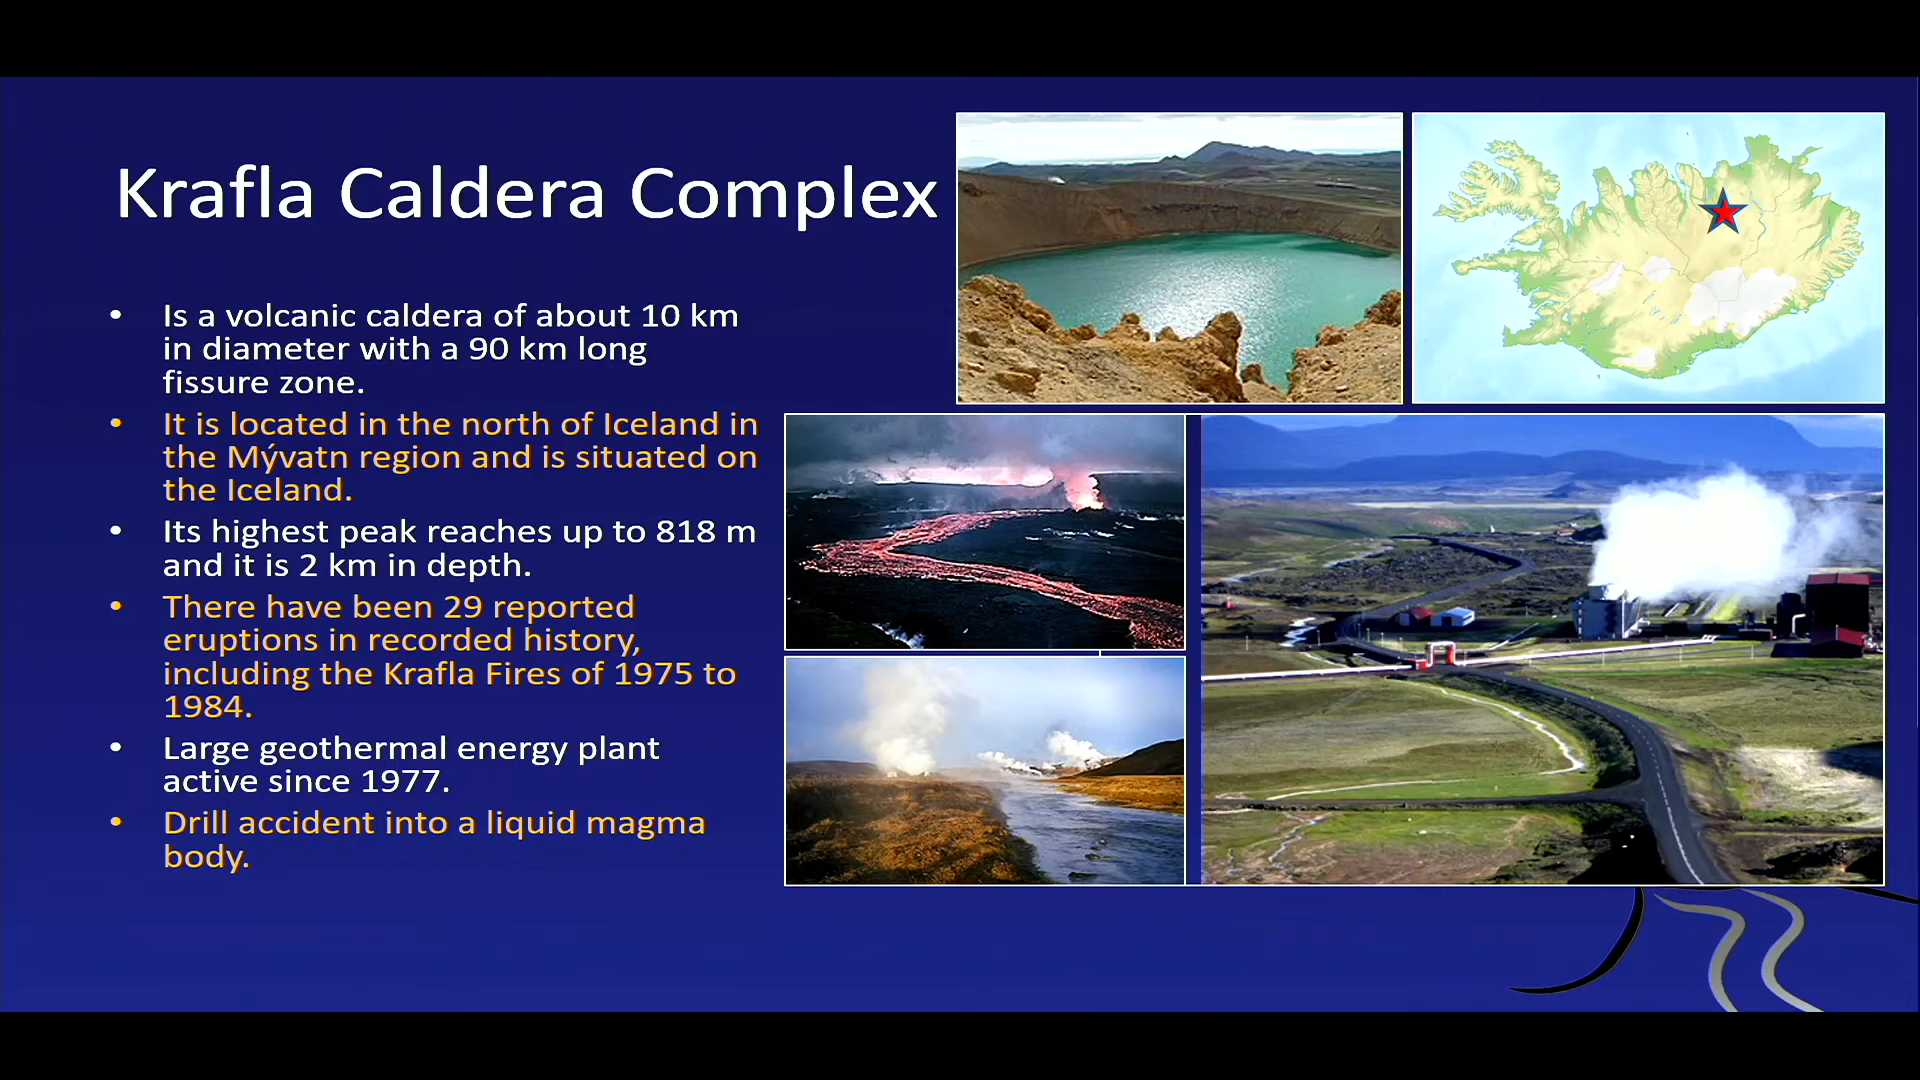 Krafla Caldera Complex
• Is a volcanic caldera of about 10 km
in diameter with a 90 km long
fissure zone.
• It is located in the north of Iceland in
the Mývatn region and is situated on
the Iceland.
• Its highest peak reaches up to 818 m
and it is 2 km in depth.
• There have been 29 reported
eruptions in recorded history,
including the Krafla Fires of 1975 to
1984.
• Large geothermal energy plant
active since 1977.
• Drill accident into a liquid magma
body.